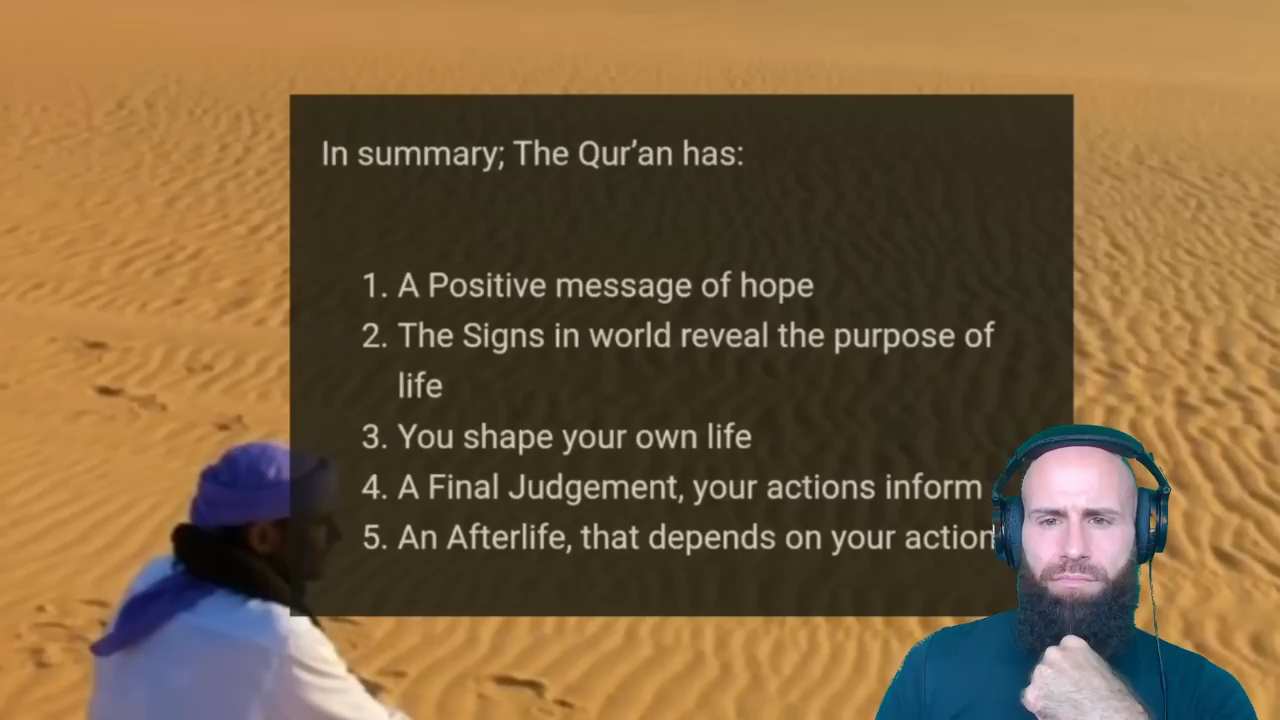 In summary; The Qur’an has:
1. A Positive message of hope
2. The Signs in world reveal the purpose of
life
3. You shape your own life
4. A Final Judgement, your actions inform
5. An Afterlife, that depends on your action